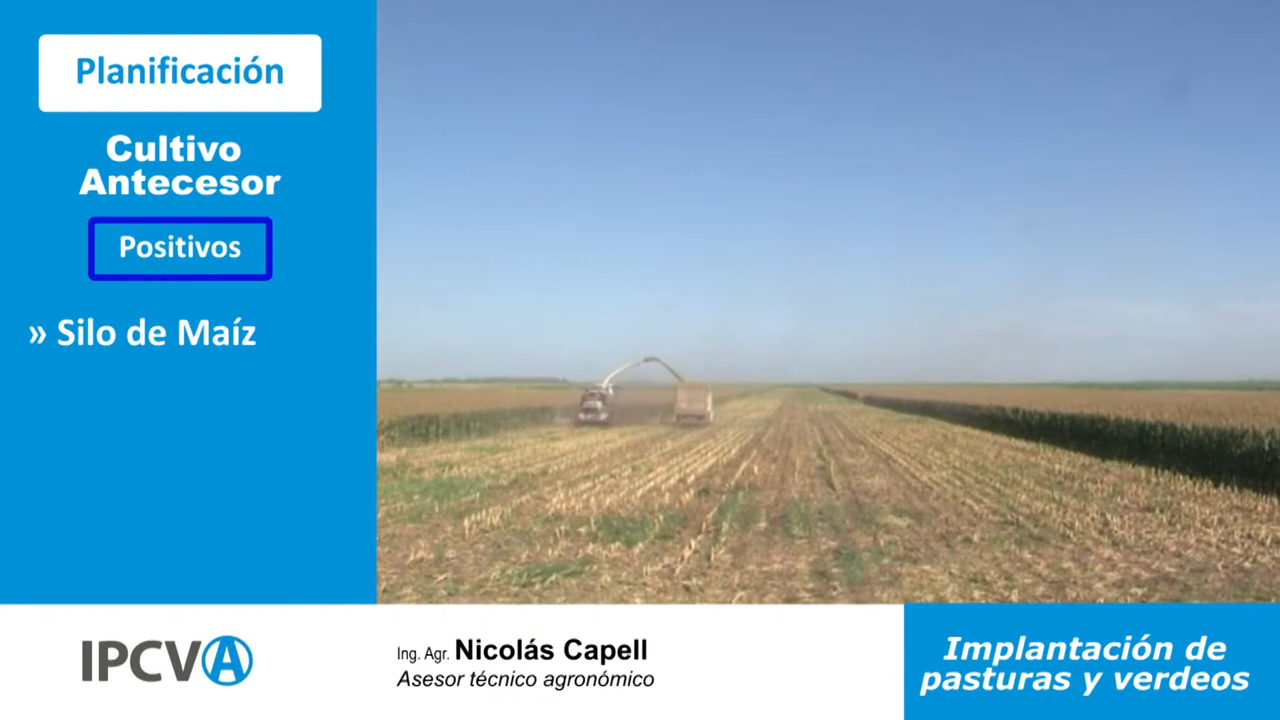 Planificación
Cultivo
Antecesor
Positivos
» Silo de Maíz
IPCVA
Ing. Agr. Nicolás Capell
Asesor técnico agronómico
Implantación de
pasturas y verdeos